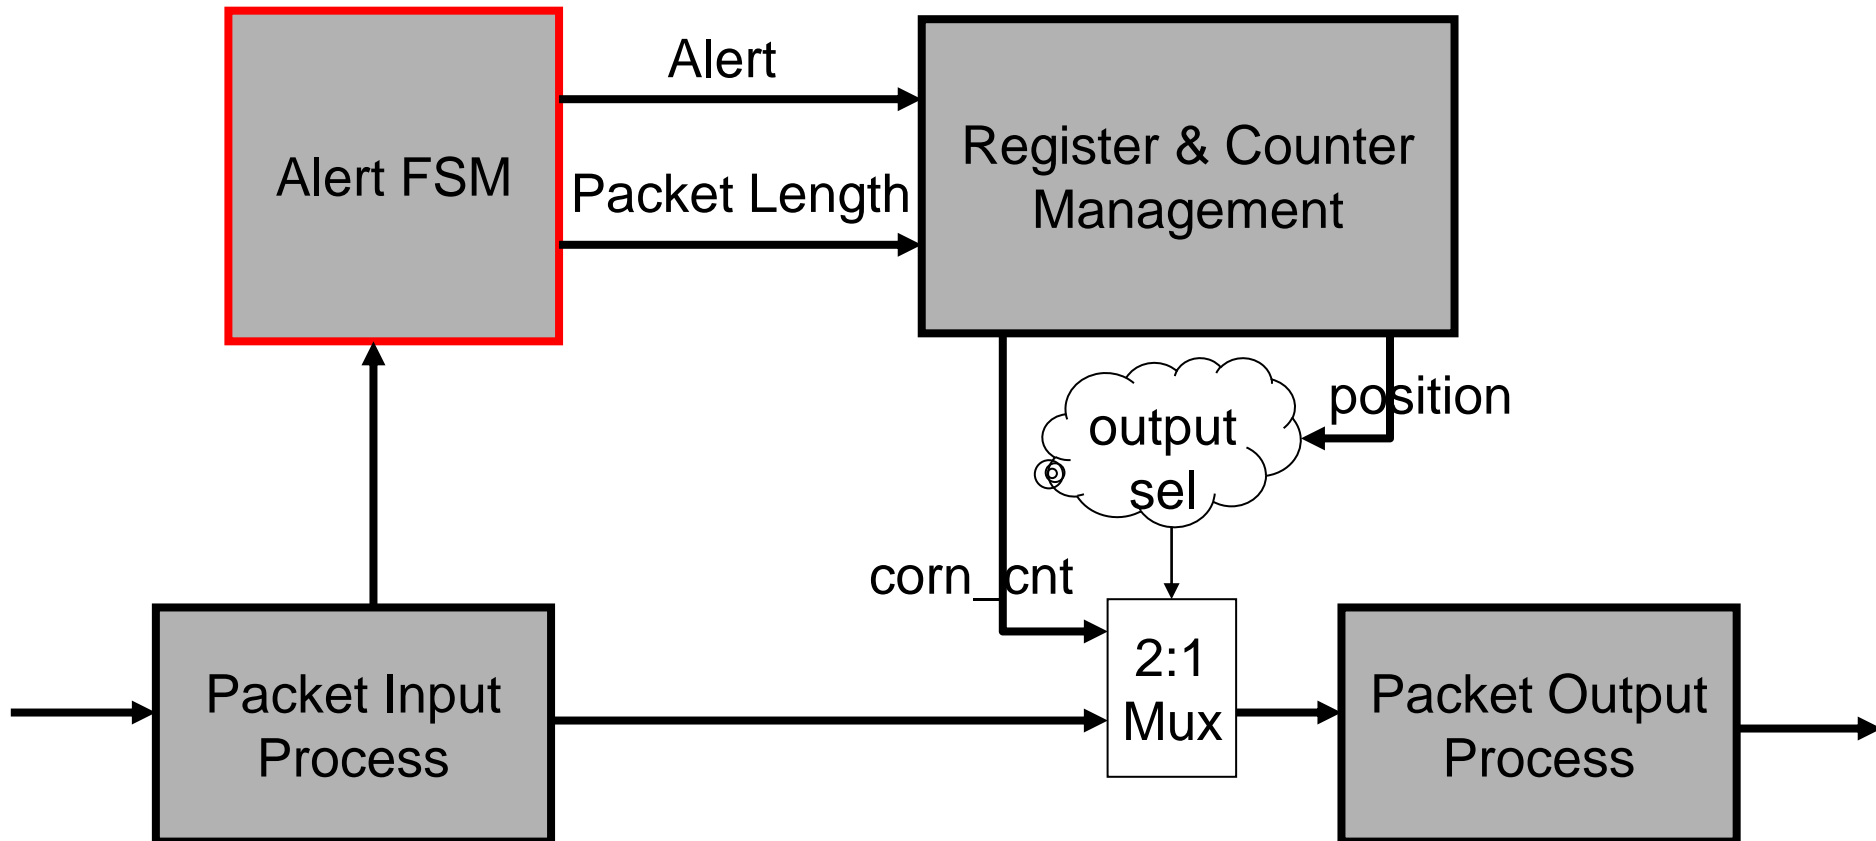 Alert
Alert FSM
Packet Length
Register & Counter
Management
position
output
sel
corn_cnt
2:1
Mux
Packet Input
Process
Packet Output
Process